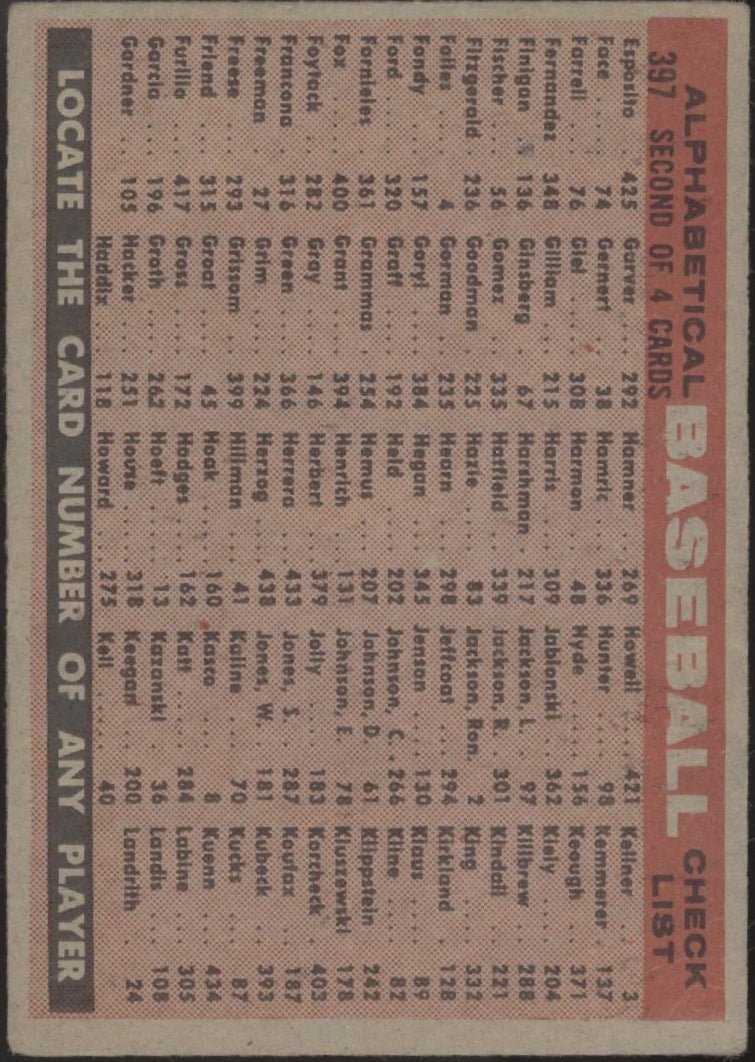 ALPHABETICAL BASEBALL CHECK LIST
397 SECOND OF 4 CARDS
Esposito . . 425
Face . . . . . 74
Farrell . . . 76
Fernandez 348
Finigan . . 136
Fischer . . . 56
Fitzgerald . 236
Foiles . . . . 4
Fondy . . . 157
Ford . . . . 320
Fornieles . 361
Fox . . . . . 400
Foytack . . . 282
Francona . 316
Freeman . . 27
Freese . . . 293
Friend . . . 315
Furillo . . . 417
Garcia . . . 196
Gardner . . . 105
Garver . . . 292
Gernert . . 38
Giel . . . . . 308
Gilliam . . . 215
Ginsberg . . 67
Gomez . . . 335
Goodman . . 225
Gorman . . . 235
Goryl . . . . 384
Graff . . . . 192
Grammas . . 254
Grant . . . . 394
Gray . . . . 146
Green . . . . 366
Grim . . . . 224
Grissom . . 399
Groat . . . . 45
Gross . . . . 172
Groth . . . . 262
Hacker . . . 251
Haddix . . . 118
Hamner . . . 269
Hamric . . . 336
Harmon . . . 48
Harris . . . . 309
Harshman . 217
Hatfield . . . 339
Hazle . . . . 83
Hearn . . . . 298
Hegan . . . . 345
Held . . . . . 202
Hemus . . . . 207
Henrich . . . 131
Herbert . . . 379
Herrera . . . 433
Herzog . . . . 438
Hillman . . . 41
Hoak . . . . . 160
Hodges . . . . 162
Hoeft . . . . . 13
House . . . . . 318
Howard . . . . 275
Howell . . . . 421
Hunter . . . . . 98
Hyde . . . . . 156
Jablonski . . 362
Jackson, L. . 97
Jackson, R. . 301
Jackson, Ron. 2
Jeffcoat . . . 294
Jensen . . . . 130
Johnson, C. . 266
Johnson, D. . 61
Johnson, E. . 78
Jolly . . . . . 183
Jones, S. . . 287
Jones, W. . . 181
Kaline . . . . 70
Kasco . . . . . 8
Katt . . . . . 284
Kazanski . . 36
Keegan . . . 200
Kell . . . . . . 40
Kellner . . . 3
Kemmerer . 137
Keough . . . 371
Kiely . . . . 204
Killbrew . . 288
Kindall . . . 221
King . . . . . 332
Kirkland . . 128
Klaus . . . . 89
Kline . . . . 82
Klippstein . 242
Kluszewski 178
Korcheck . . 403
Koufax . . . 187
Kubeck . . . 393
Kucks . . . . 87
Kuenn . . . . 434
Labine . . . 305
Landis . . . 108
Landrith . . 24
LOCATE THE CARD NUMBER OF ANY PLAYER